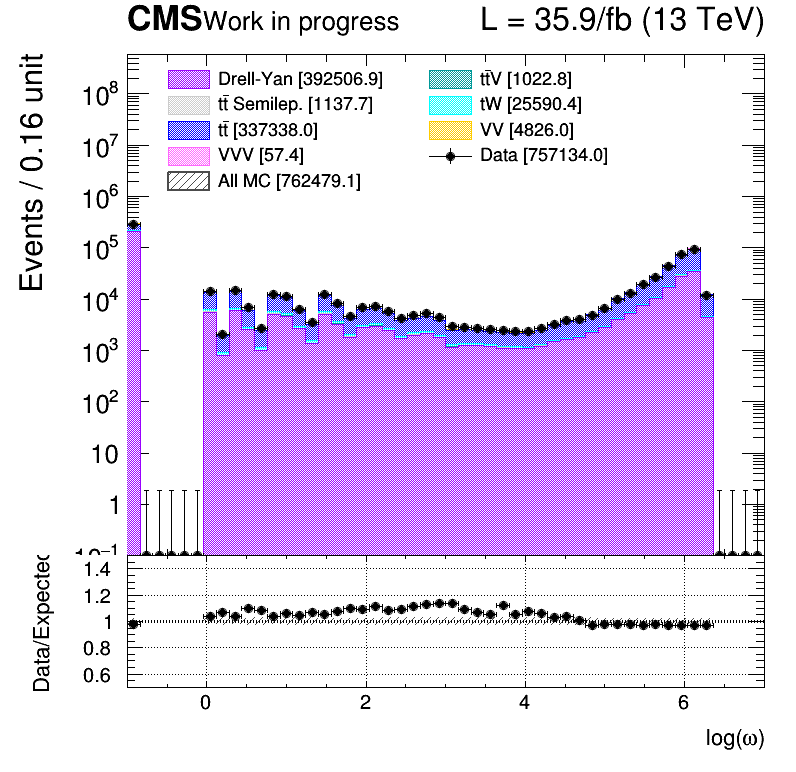 CMS Work in progress L = 35.9/fb (13 TeV)
Drell-Yan [392506.9] tt̄V [1022.8]
tt̄ Semilep. [1137.7] tW [25590.4]
tt̄ [337338.0] VV [4826.0]
VVV [57.4] Data [757134.0]
All MC [762479.1]
Events / 0.16 unit
10⁸
10⁷
10⁶
10⁵
10⁴
10³
10²
10
1
10⁻¹
Data/Expected
1.4
1.2
1
0.8
0.6
0 2 4 6
log(ω)